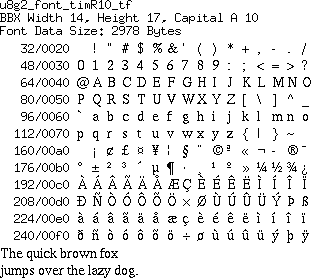 u8g2_font_timR10_tf
BBX Width 14, Height 17, Capital A 10
Font Data Size: 2978 Bytes
32/0020 ! " # $ % & ' ( ) * + , - . /
48/0030 0 1 2 3 4 5 6 7 8 9 : ; < = > ?
64/0040 @ A B C D E F G H I J K L M N O
80/0050 P Q R S T U V W X Y Z [ \ ] ^ _
96/0060 ` a b c d e f g h i j k l m n o
112/0070 p q r s t u v w x y z { | } ~
160/00a0 ¡ ¢ £ ¤ ¥ ¦ § ¨ © ª « ¬ - ® ¯
176/00b0 ° ± ² ³ ´ µ ¶ · ¸ ¹ º » ¼ ½ ¾ ¿
192/00c0 À Á Â Ã Ä Å Æ Ç È É Ê Ë Ì Í Î Ï
208/00d0 Ð Ñ Ò Ó Ô Õ Ö × Ø Ù Ú Û Ü Ý Þ ß
224/00e0 à á â ã ä å æ ç è é ê ë ì í î ï
240/00f0 ð ñ ò ó ô õ ö ÷ ø ù ú û ü ý þ ÿ
The quick brown fox
jumps over the lazy dog.